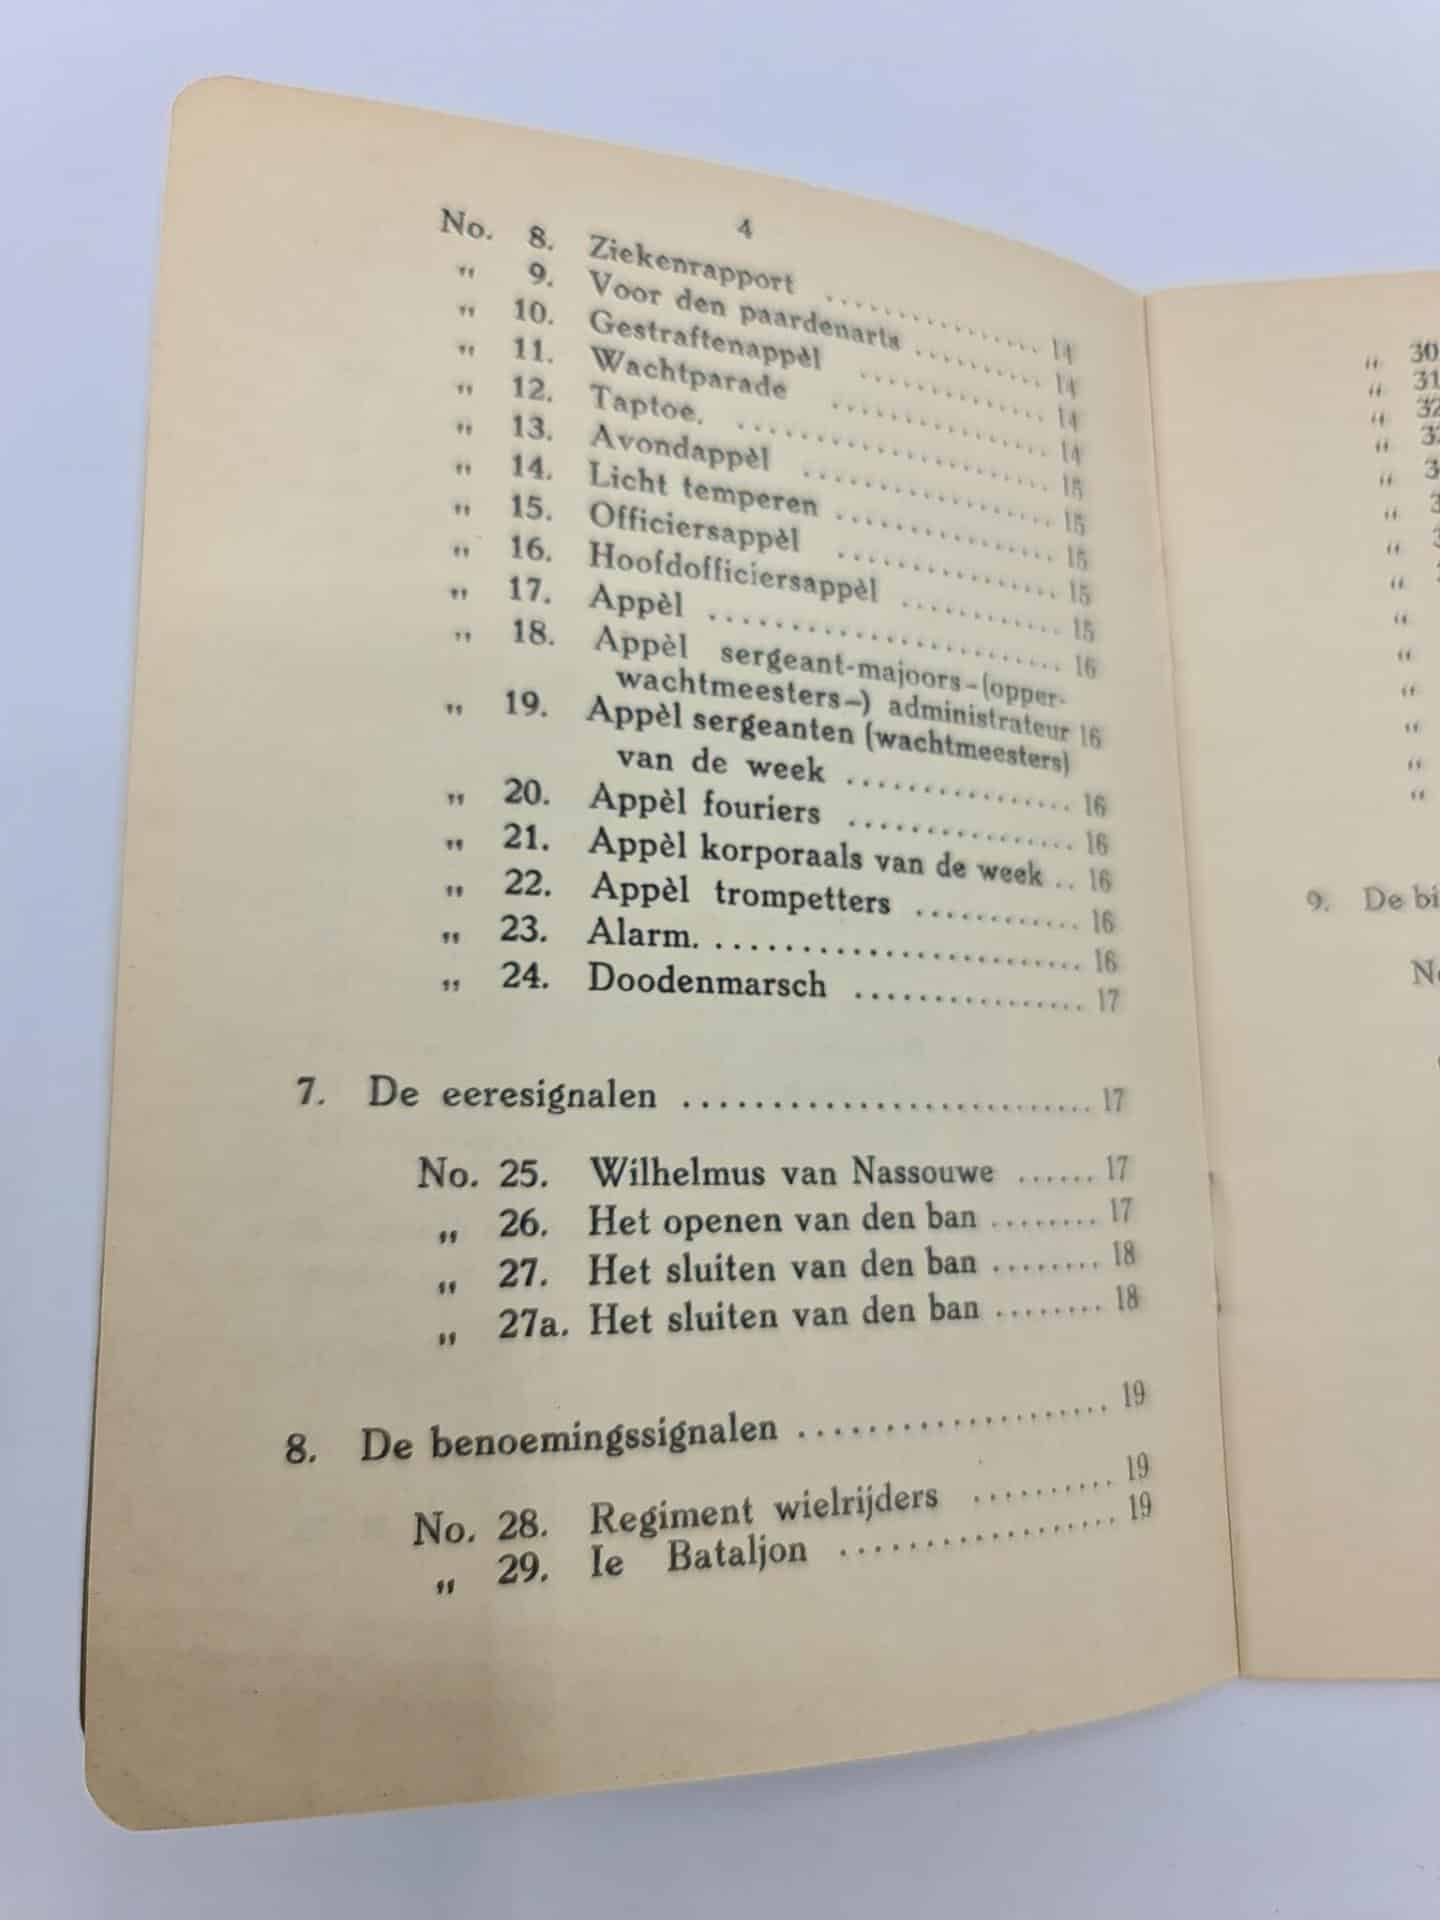 4
No. 8. Ziekenrapport ................ 14
" 9. Voor den paardenarts .......... 14
" 10. Gestraftenappèl .............. 14
" 11. Wachtparade ................ 14
" 12. Taptoe. ..................... 15
" 13. Avondappèl .................. 15
" 14. Licht temperen ................ 15
" 15. Officiersappèl ................ 15
" 16. Hoofdofficiersappèl ............ 15
" 17. Appèl ....................... 16
" 18. Appèl sergeant-majoors-(opper-
wachtmeesters-) administrateur 16
" 19. Appèl sergeanten (wachtmeesters)
van de week ................ 16
" 20. Appèl fouriers ................ 16
" 21. Appèl korporaals van de week .. 16
" 22. Appèl trompetters ............ 16
" 23. Alarm. ....................... 16
" 24. Doodenmarsch ................ 17
7. De eeresignalen .......................... 17
No. 25. Wilhelmus van Nassouwe ...... 17
„ 26. Het openen van den ban ........ 17
„ 27. Het sluiten van den ban ........ 18
„ 27a. Het sluiten van den ban ........ 18
8. De benoemingssignalen .................... 19
No. 28. Regiment wielrijders .......... 19
„ 29. Ie Bataljon .................. 19
“ 30
“ 31
“ 32
“
“
“
“
“
“
“
“
“
“
“
9. De bi